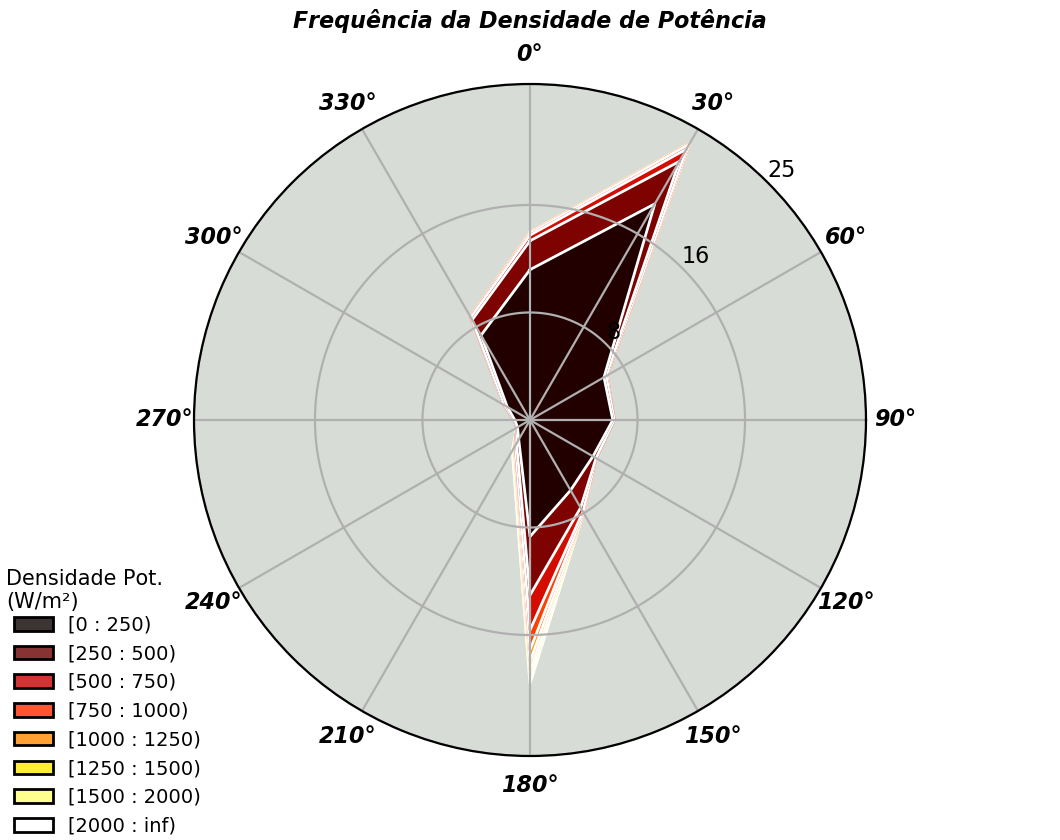 Frequência da Densidade de Potência
0°
330°
30°
25
300°
60°
16
8
270°
90°
240°
120°
210°
150°
180°
Densidade Pot.
(W/m²)
[0 : 250)
[250 : 500)
[500 : 750)
[750 : 1000)
[1000 : 1250)
[1250 : 1500)
[1500 : 2000)
[2000 : inf)